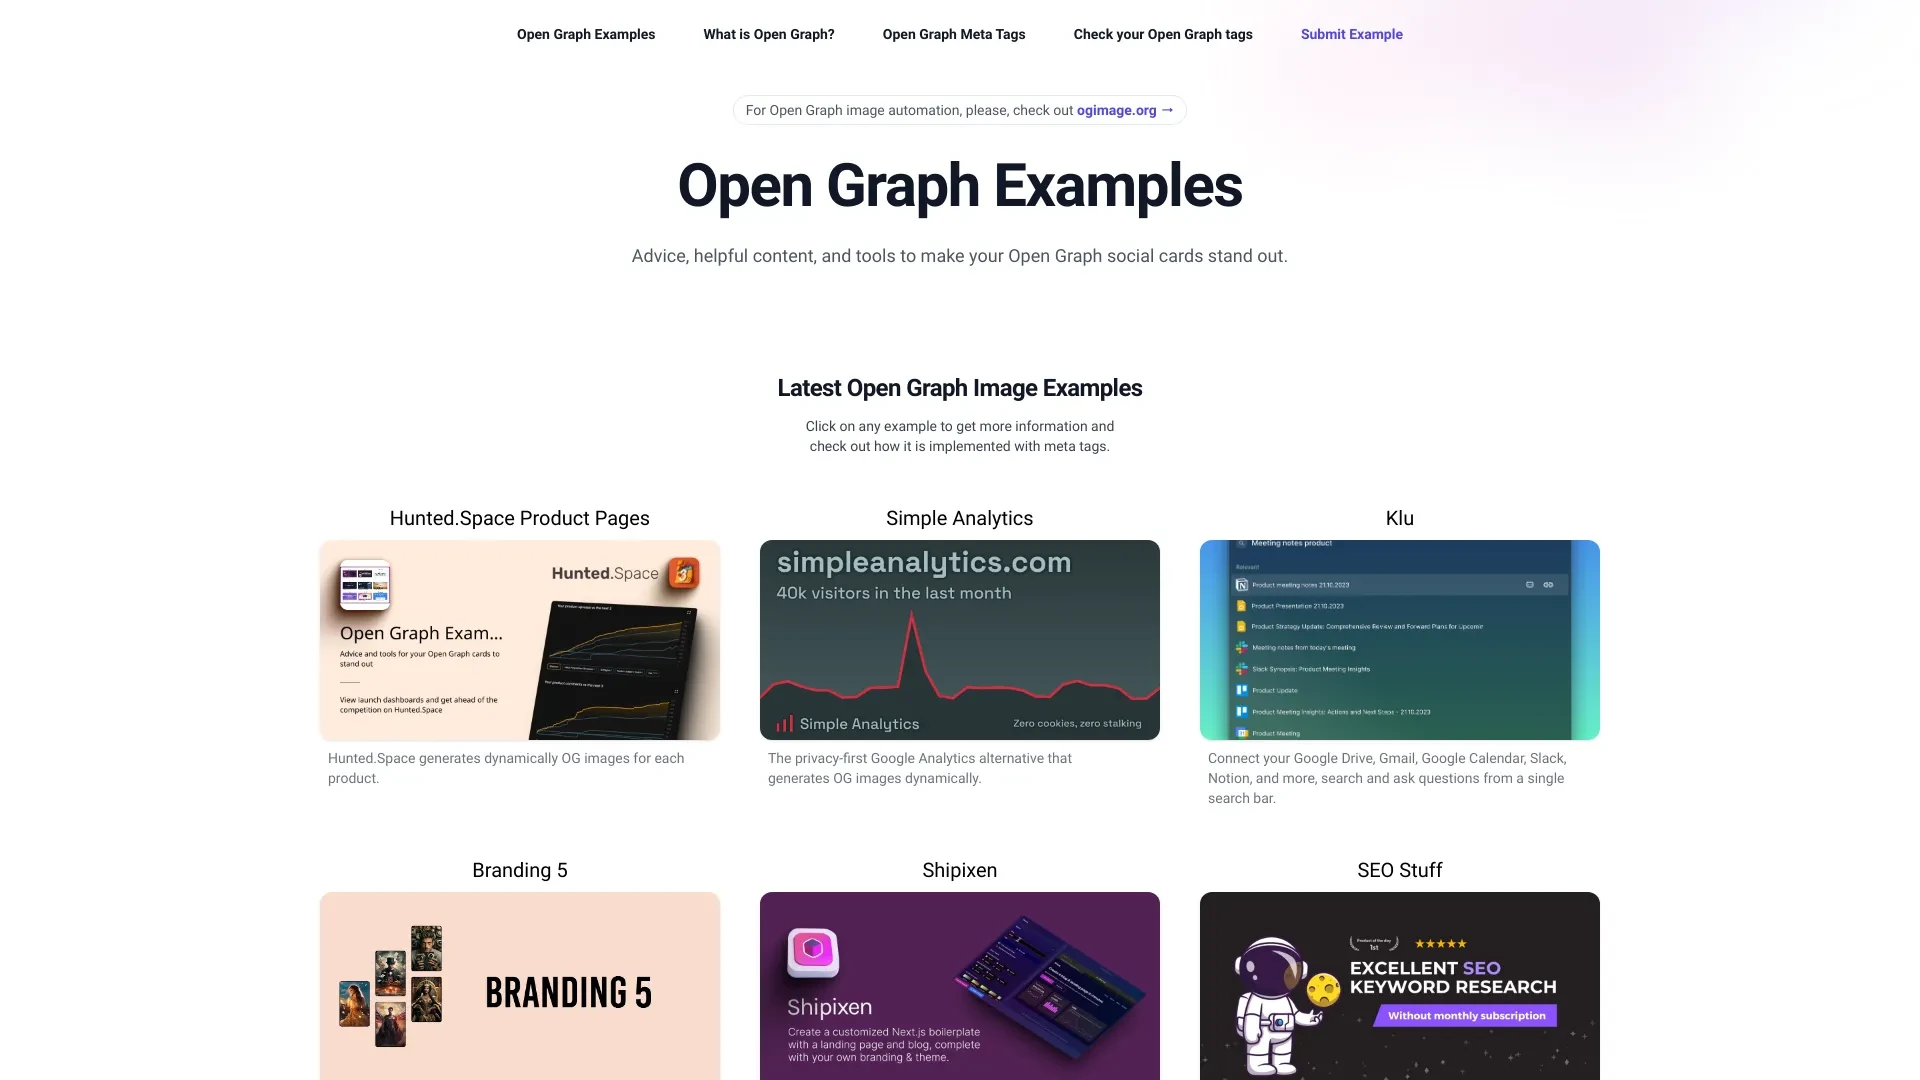 Open Graph Examples
What is Open Graph?
Open Graph Meta Tags
Check your Open Graph tags
Submit Example
For Open Graph image automation, please, check out ogimage.org →
Open Graph Examples
Advice, helpful content, and tools to make your Open Graph social cards stand out.
Latest Open Graph Image Examples
Click on any example to get more information and
check out how it is implemented with meta tags.
Hunted.Space Product Pages
Hunted.Space
Open Graph Exam...
Advice and tools for your Open Graph cards to
stand out
View launch dashboards and get ahead of the
competition on Hunted.Space
Hunted.Space generates dynamically OG images for each
product.
Simple Analytics
simpleanalytics.com
40k visitors in the last month
Simple Analytics
Zero cookies, zero stalking
The privacy-first Google Analytics alternative that
generates OG images dynamically.
Klu
Meeting notes product
Relevant
Product meeting notes 21.10.2023
Product Presentation 21.10.2023
Product Strategy Update: Comprehensive Review and Forward Plans for Upcomin
Meeting notes from today's meeting
Slack Synopsis: Product Meeting Insights
Product Update
Product Meeting Insights: Actions and Next Steps - 21.10.2023
Product Meeting
Connect your Google Drive, Gmail, Google Calendar, Slack,
Notion, and more, search and ask questions from a single
search bar.
Branding 5
BRANDING 5
Shipixen
Shipixen
Create a customized Next.js boilerplate
with a landing page and blog, complete
with your own branding & theme.
SEO Stuff
Product of the day
1st
EXCELLENT SEO
KEYWORD RESEARCH
Without monthly subscription